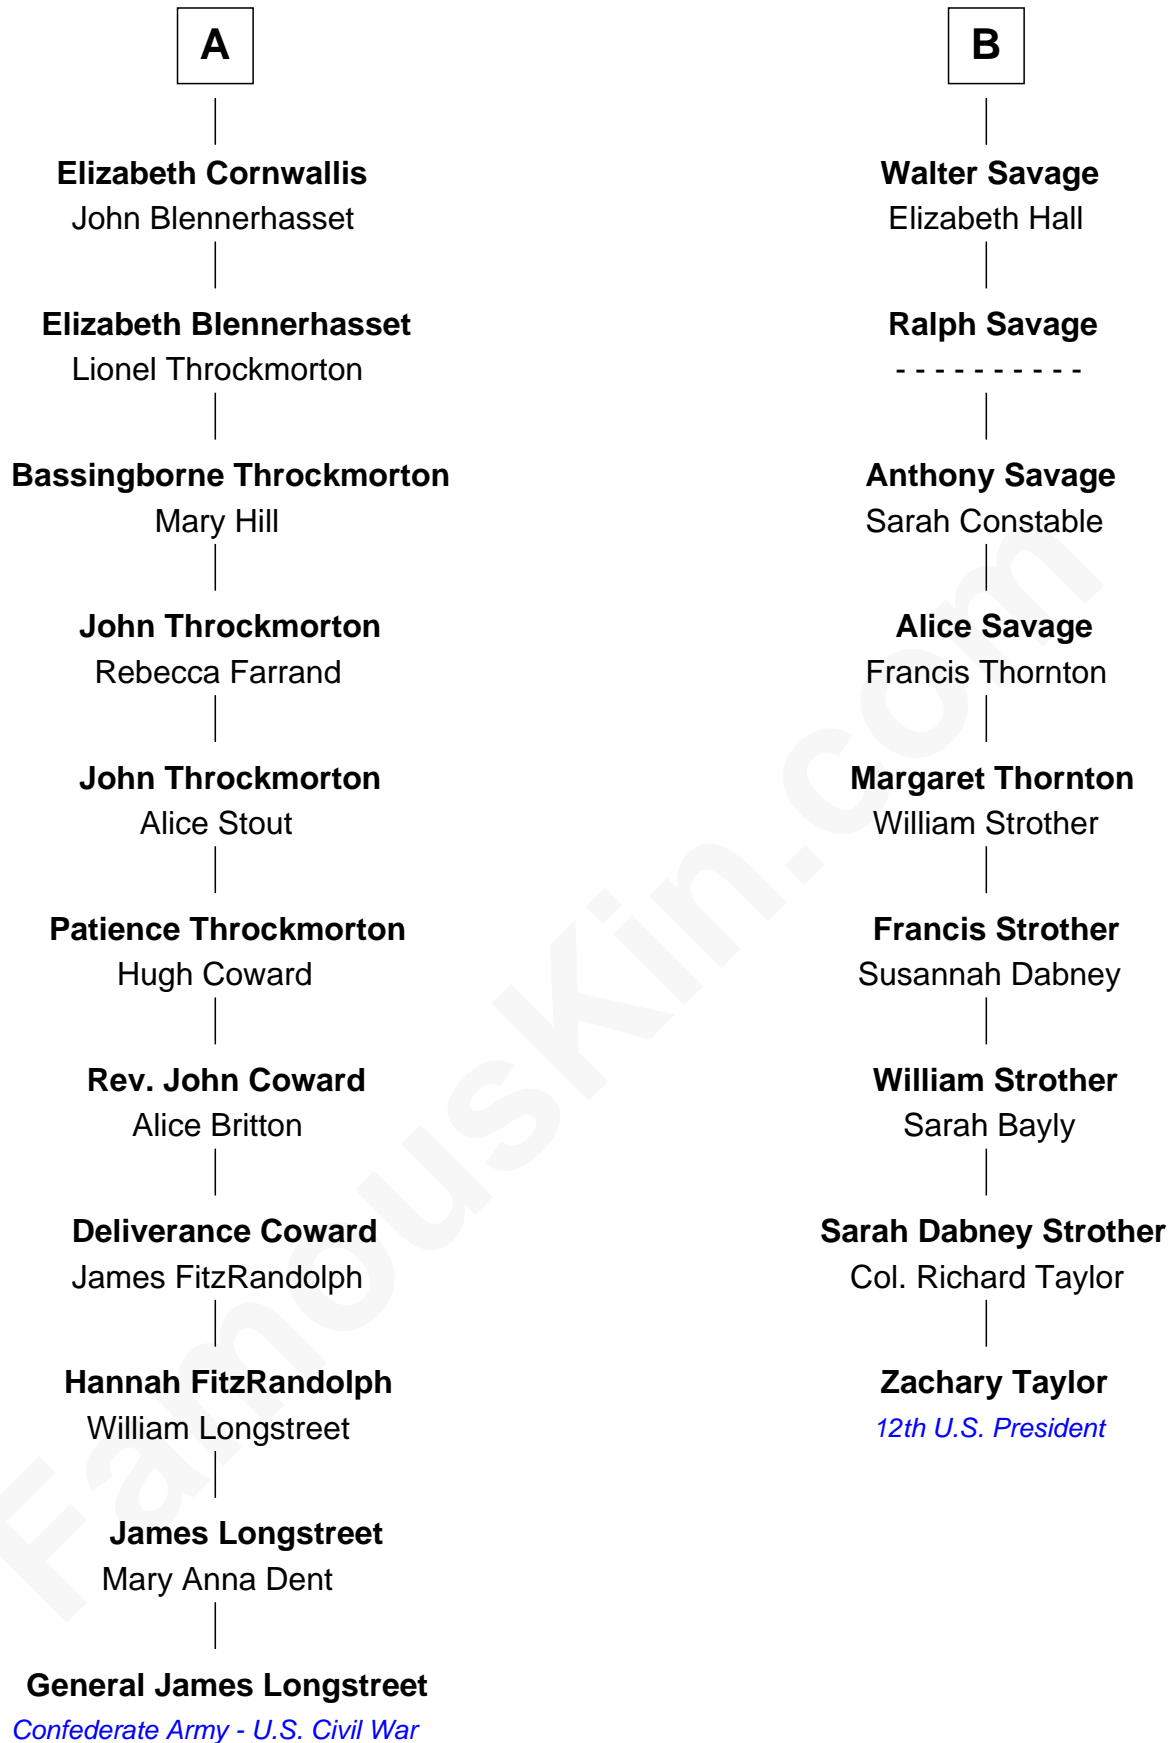 A
Elizabeth Cornwallis
John Blennerhasset
Elizabeth Blennerhasset
Lionel Throckmorton
Bassingborne Throckmorton
Mary Hill
John Throckmorton
Rebecca Farrand
John Throckmorton
Alice Stout
Patience Throckmorton
Hugh Coward
Rev. John Coward
Alice Britton
Deliverance Coward
James FitzRandolph
Hannah FitzRandolph
William Longstreet
James Longstreet
Mary Anna Dent
General James Longstreet
Confederate Army - U.S. Civil War
B
Walter Savage
Elizabeth Hall
Ralph Savage
- - - - - - - - - -
Anthony Savage
Sarah Constable
Alice Savage
Francis Thornton
Margaret Thornton
William Strother
Francis Strother
Susannah Dabney
William Strother
Sarah Bayly
Sarah Dabney Strother
Col. Richard Taylor
Zachary Taylor
12th U.S. President
FamousKin.com